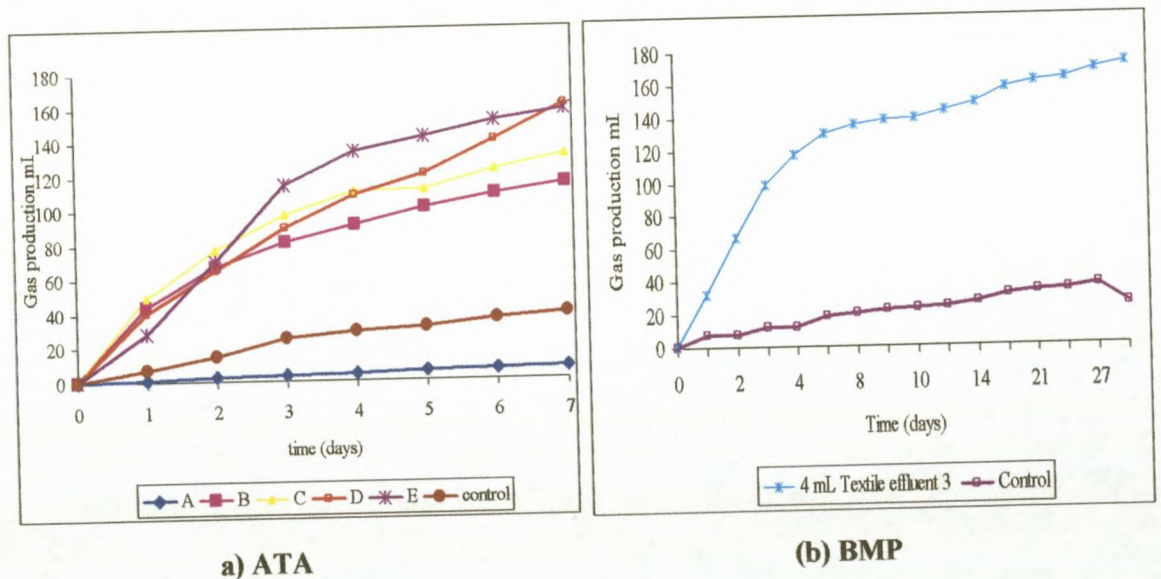 180
160
140
120
100
80
60
40
20
0
Gas production mL
0 1 2 3 4 5 6 7
time (days)
A B C D E control
a) ATA
180
160
140
120
100
80
60
40
20
0
Gas production mL
0 2 4 8 10 14 21 27
Time (days)
4 mL Textile effluent 3 Control
(b) BMP